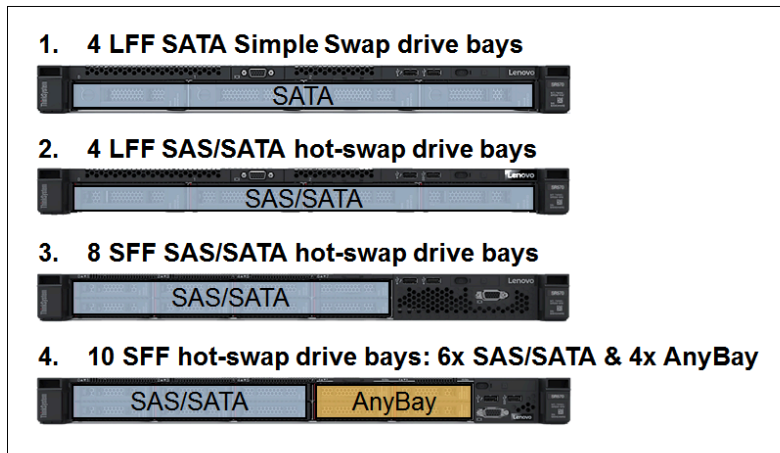 1. 4 LFF SATA Simple Swap drive bays
Lenovo
SATA
2. 4 LFF SAS/SATA hot-swap drive bays
Lenovo
SAS/SATA
3. 8 SFF SAS/SATA hot-swap drive bays
Lenovo
SAS/SATA
4. 10 SFF hot-swap drive bays: 6x SAS/SATA & 4x AnyBay
SAS/SATA AnyBay
Lenovo